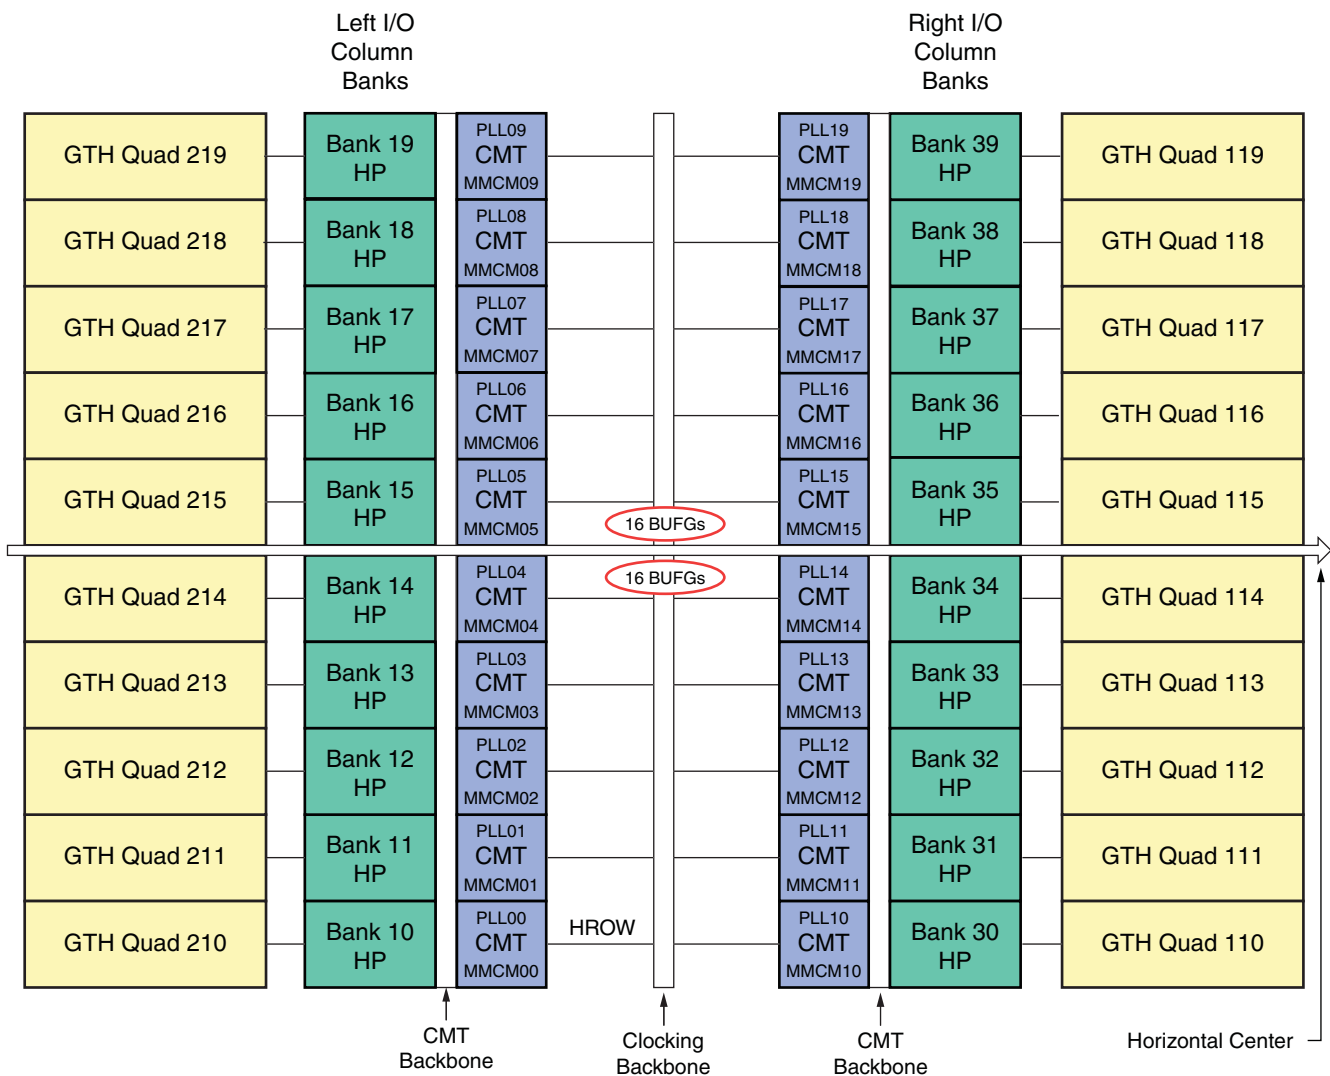 Left I/O
Column
Banks
Right I/O
Column
Banks
GTH Quad 219
Bank 19
HP
PLL09
CMT
MMCM09
PLL19
CMT
MMCM19
Bank 39
HP
GTH Quad 119
GTH Quad 218
Bank 18
HP
PLL08
CMT
MMCM08
PLL18
CMT
MMCM18
Bank 38
HP
GTH Quad 118
GTH Quad 217
Bank 17
HP
PLL07
CMT
MMCM07
PLL17
CMT
MMCM17
Bank 37
HP
GTH Quad 117
GTH Quad 216
Bank 16
HP
PLL06
CMT
MMCM06
PLL16
CMT
MMCM16
Bank 36
HP
GTH Quad 116
GTH Quad 215
Bank 15
HP
PLL05
CMT
MMCM05
16 BUFGs
PLL15
CMT
MMCM15
Bank 35
HP
GTH Quad 115
GTH Quad 214
Bank 14
HP
PLL04
CMT
MMCM04
16 BUFGs
PLL14
CMT
MMCM14
Bank 34
HP
GTH Quad 114
GTH Quad 213
Bank 13
HP
PLL03
CMT
MMCM03
PLL13
CMT
MMCM13
Bank 33
HP
GTH Quad 113
GTH Quad 212
Bank 12
HP
PLL02
CMT
MMCM02
PLL12
CMT
MMCM12
Bank 32
HP
GTH Quad 112
GTH Quad 211
Bank 11
HP
PLL01
CMT
MMCM01
PLL11
CMT
MMCM11
Bank 31
HP
GTH Quad 111
GTH Quad 210
Bank 10
HP
PLL00
CMT
MMCM00
HROW
PLL10
CMT
MMCM10
Bank 30
HP
GTH Quad 110
CMT
Backbone
Clocking
Backbone
CMT
Backbone
Horizontal Center